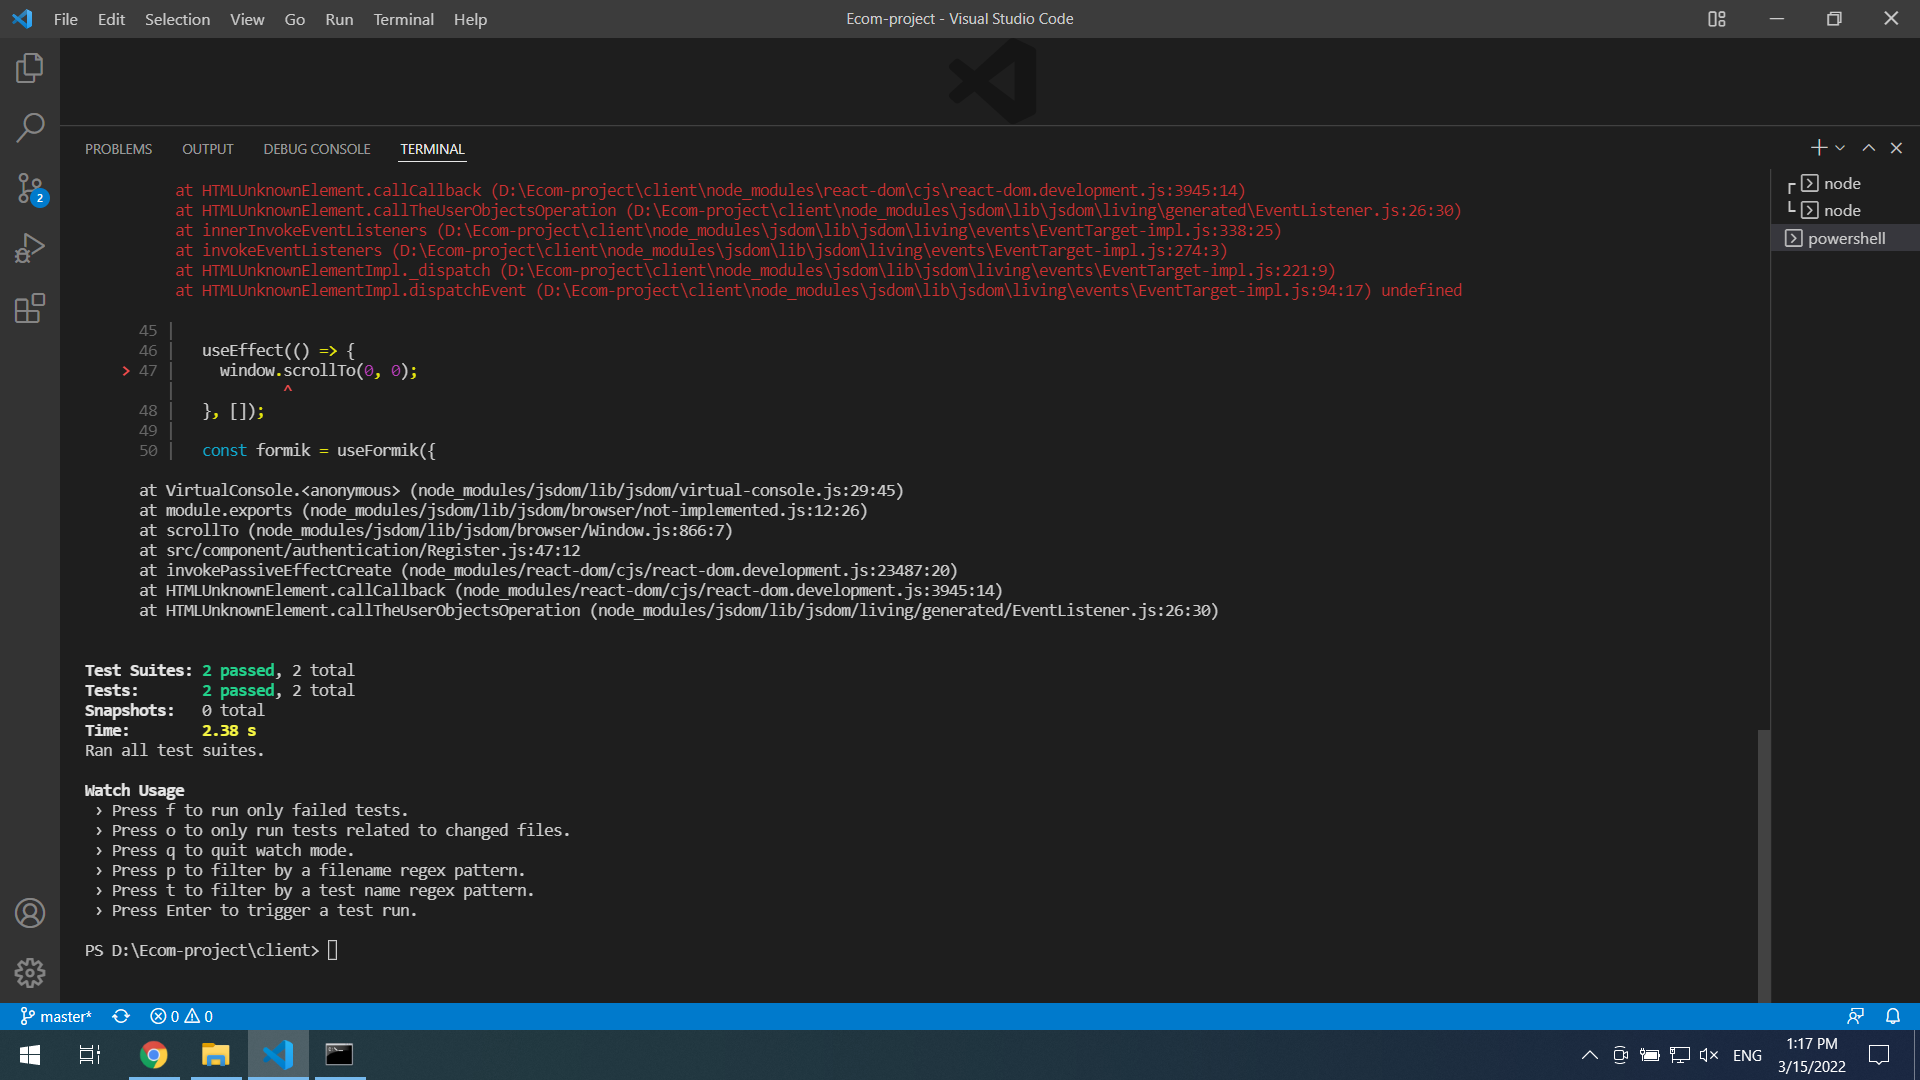 File Edit Selection View Go Run Terminal Help
Ecom-project - Visual Studio Code
PROBLEMS OUTPUT DEBUG CONSOLE TERMINAL
at HTMLUnknownElement.callCallback (D:\Ecom-project\client\node_modules\react-dom\cjs\react-dom.development.js:3945:14)
at HTMLUnknownElement.callTheUserObjectsOperation (D:\Ecom-project\client\node_modules\jsdom\lib\jsdom\living\generated\EventListener.js:26:30)
at innerInvokeEventListeners (D:\Ecom-project\client\node_modules\jsdom\lib\jsdom\living\events\EventTarget-impl.js:338:25)
at invokeEventListeners (D:\Ecom-project\client\node_modules\jsdom\lib\jsdom\living\events\EventTarget-impl.js:274:3)
at HTMLUnknownElementImpl._dispatch (D:\Ecom-project\client\node_modules\jsdom\lib\jsdom\living\events\EventTarget-impl.js:221:9)
at HTMLUnknownElementImpl.dispatchEvent (D:\Ecom-project\client\node_modules\jsdom\lib\jsdom\living\events\EventTarget-impl.js:94:17) undefined
45 |
46 | useEffect(() => {
> 47 | window.scrollTo(0, 0);
| ^
48 | }, []);
49 |
50 | const formik = useFormik({
at VirtualConsole.<anonymous> (node_modules/jsdom/lib/jsdom/virtual-console.js:29:45)
at module.exports (node_modules/jsdom/lib/jsdom/browser/not-implemented.js:12:26)
at scrollTo (node_modules/jsdom/lib/jsdom/browser/Window.js:866:7)
at src/component/authentication/Register.js:47:12
at invokePassiveEffectCreate (node_modules/react-dom/cjs/react-dom.development.js:23487:20)
at HTMLUnknownElement.callCallback (node_modules/react-dom/cjs/react-dom.development.js:3945:14)
at HTMLUnknownElement.callTheUserObjectsOperation (node_modules/jsdom/lib/jsdom/living/generated/EventListener.js:26:30)
Test Suites: 2 passed, 2 total
Tests: 2 passed, 2 total
Snapshots: 0 total
Time: 2.38 s
Ran all test suites.
Watch Usage
› Press f to run only failed tests.
› Press o to only run tests related to changed files.
› Press q to quit watch mode.
› Press p to filter by a filename regex pattern.
› Press t to filter by a test name regex pattern.
› Press Enter to trigger a test run.
PS D:\Ecom-project\client>
node
node
powershell
2
master* 0 0
ENG
1:17 PM
3/15/2022